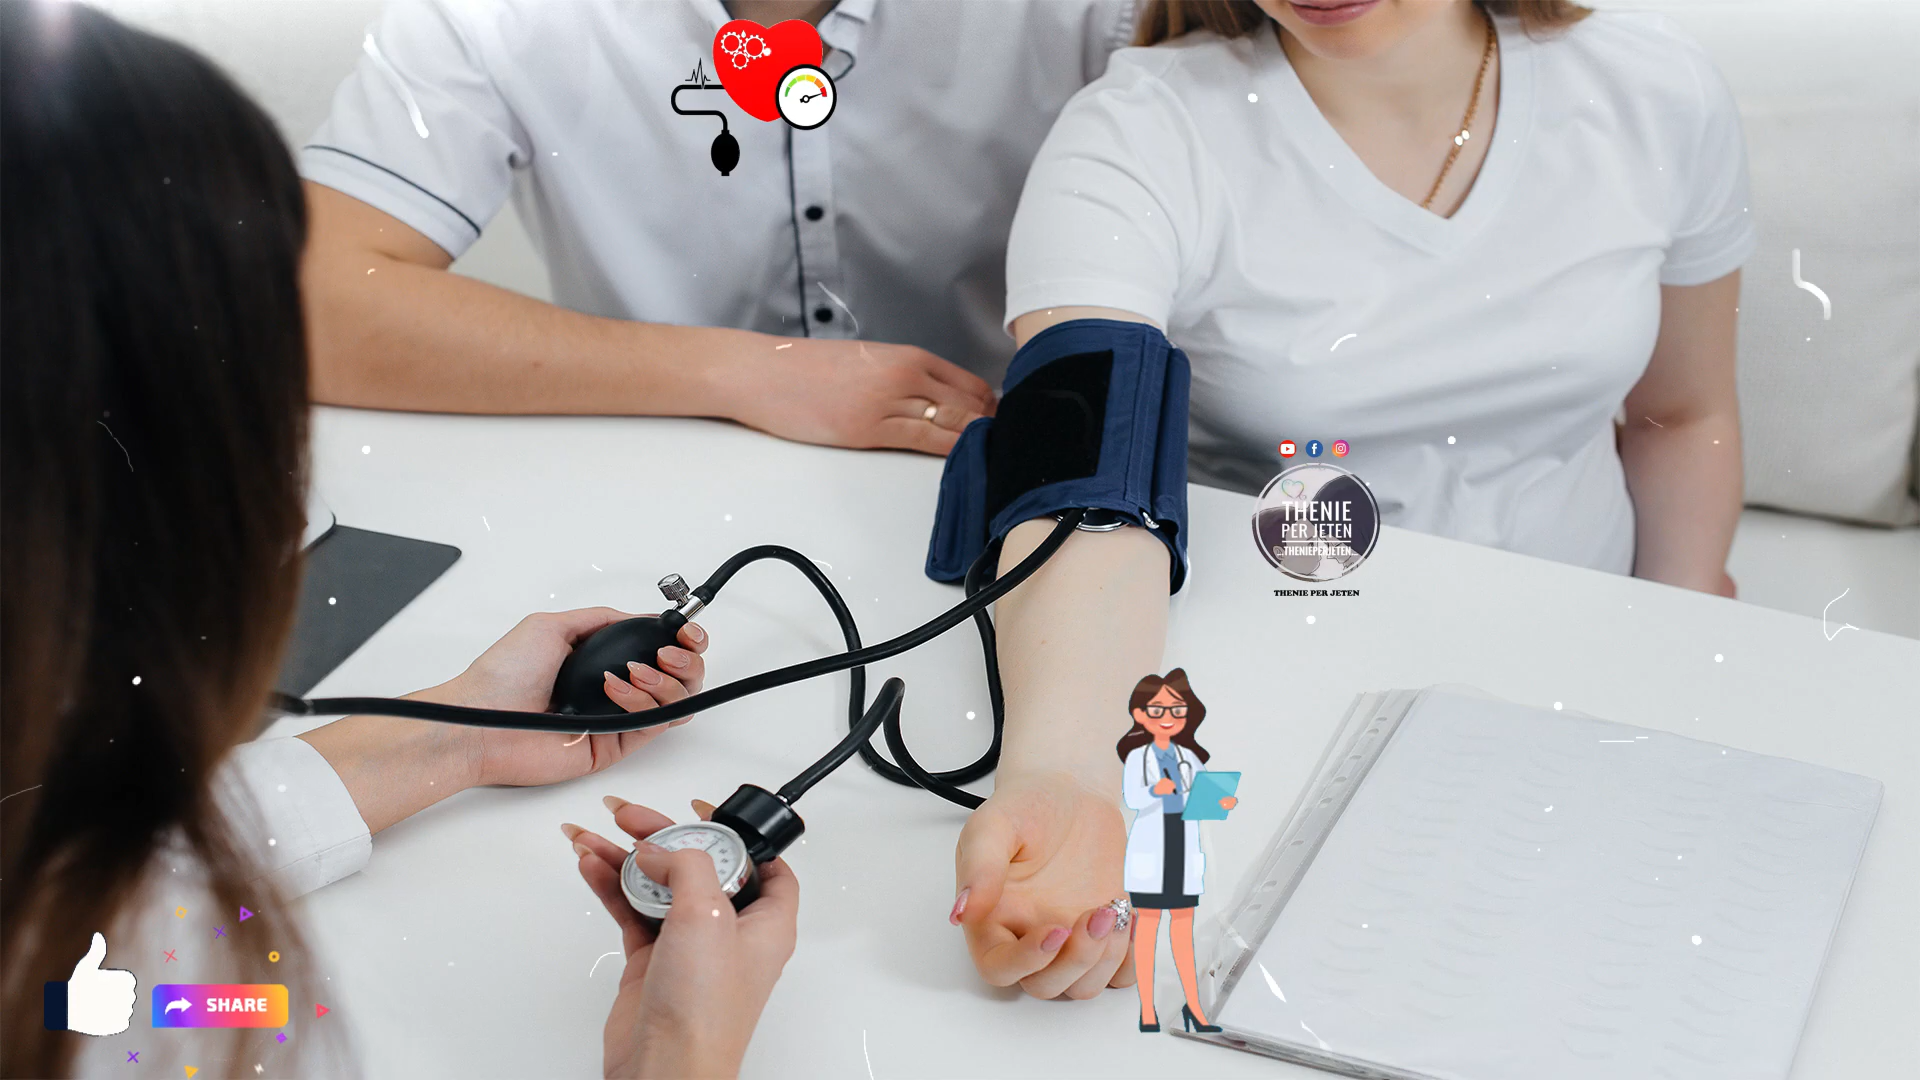 THENIE
PER JETEN
THENIEPERJETEN
THENIE PER JETEN
SHARE